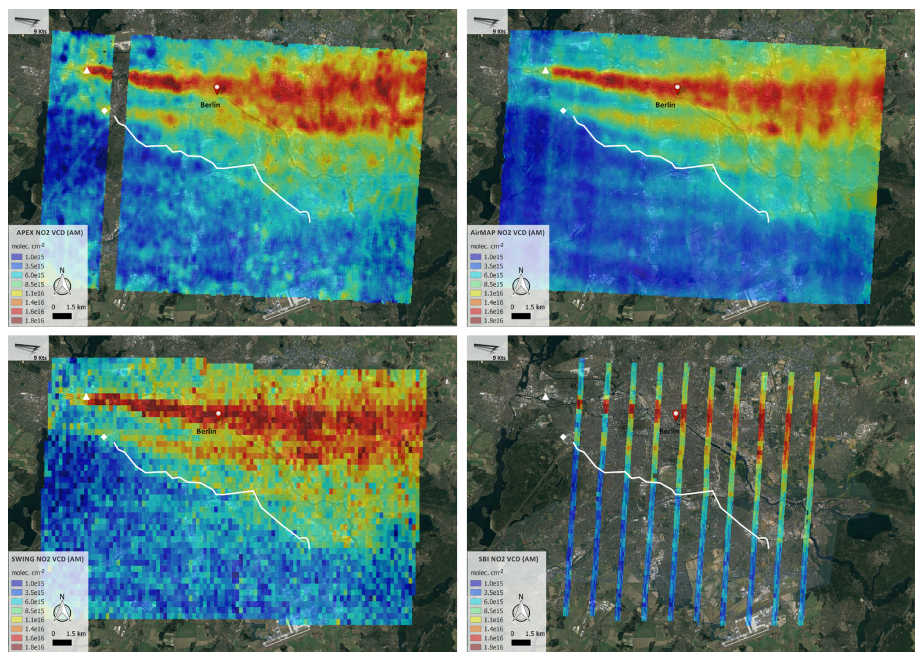 9 Kts
Berlin
APEX NO2 VCD (AM)
molec. cm-2
1.0e15
3.5e15
6.0e15
8.5e15
1.1e16
1.4e16
1.6e16
1.8e16
N
0 1.5 km
9 Kts
Berlin
AirMAP NO2 VCD (AM)
molec. cm-2
1.0e15
3.5e15
6.0e15
8.5e15
1.1e16
1.4e16
1.6e16
1.8e16
N
0 1.5 km
9 Kts
Berlin
SWING NO2 VCD (AM)
molec. cm-2
1.0e15
3.5e15
6.0e15
8.5e15
1.1e16
1.4e16
1.6e16
1.8e16
N
0 1.5 km
9 Kts
Berlin
SBI NO2 VCD (AM)
molec. cm-2
1.0e15
3.5e15
6.0e15
8.5e15
1.1e16
1.4e16
1.6e16
1.8e16
N
0 1.5 km